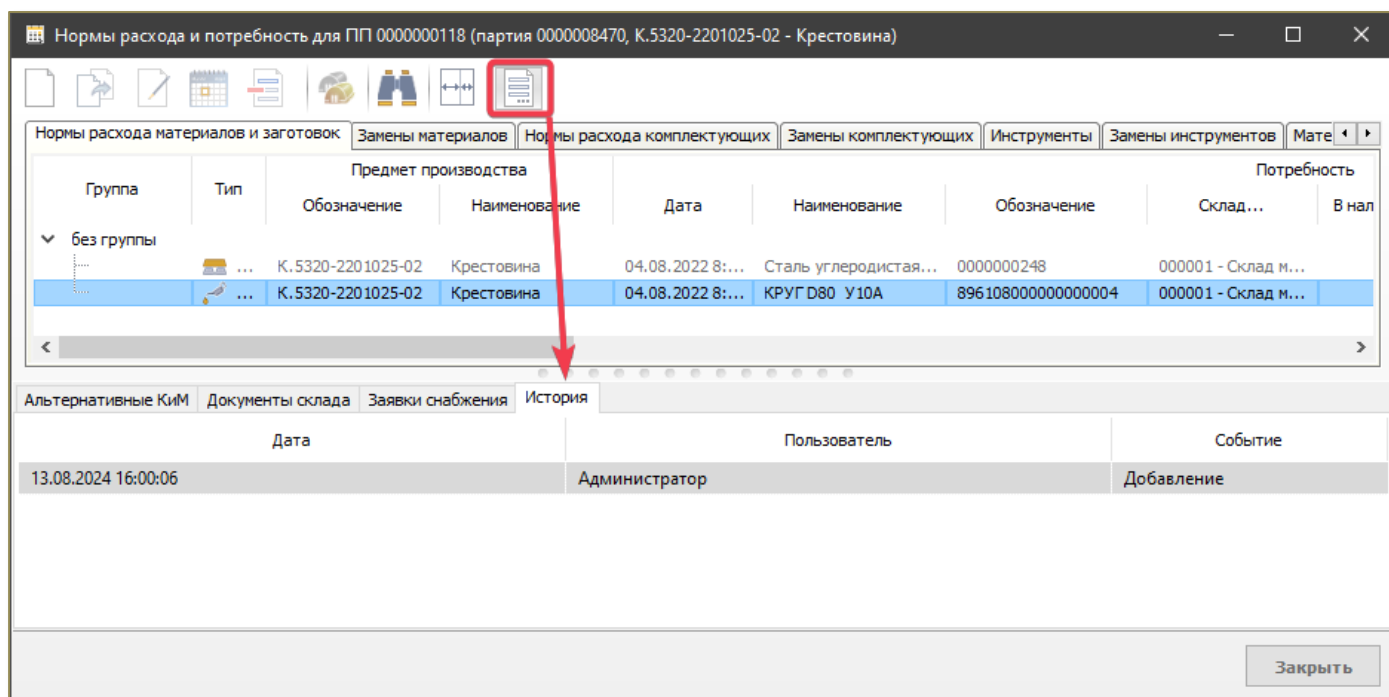 Нормы расхода и потребность для ПП 0000000118 (партия 0000008470, К.5320-2201025-02 - Крестовина)
Нормы расхода материалов и заготовок Замены материалов Нормы расхода комплектующих Замены комплектующих Инструменты Замены инструментов Мате
Предмет производства Потребность
Группа Тип Обозначение Наименование Дата Наименование Обозначение Склад... В нал
без группы
... К.5320-2201025-02 Крестовина 04.08.2022 8:... Сталь углеродистая... 0000000248 000001 - Склад м...
... К.5320-2201025-02 Крестовина 04.08.2022 8:... КРУГ D80 У10А 896108000000000004 000001 - Склад м...
Альтернативные КиМ Документы склада Заявки снабжения История
Дата Пользователь Событие
13.08.2024 16:00:06 Администратор Добавление
Закрыть